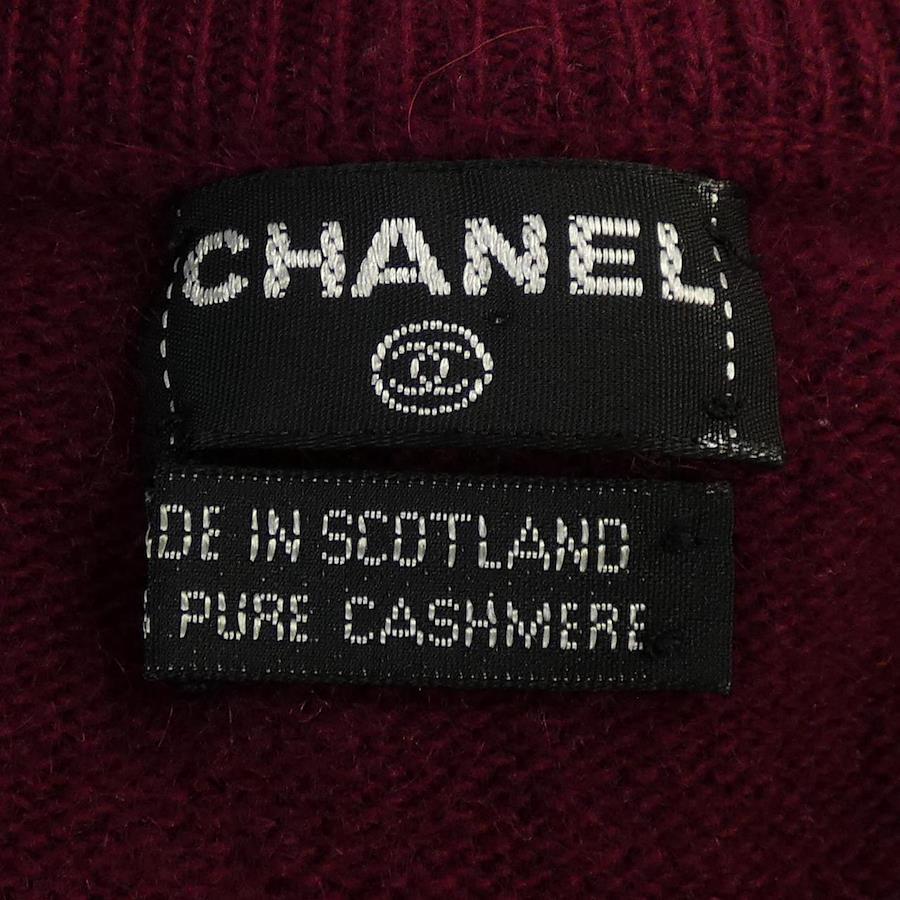 CHANEL
DE IN SCOTLAND
PURE CASHMERE